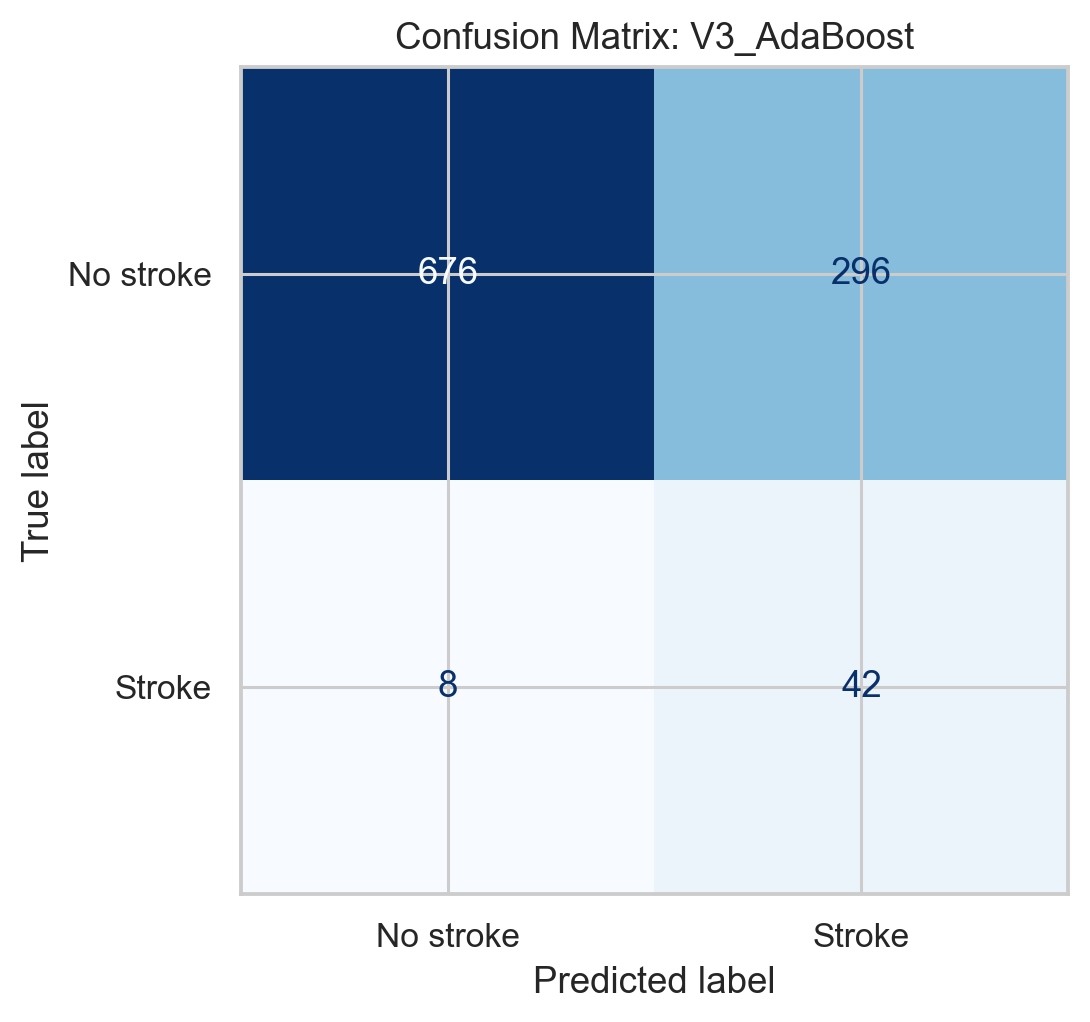 Confusion Matrix: V3_AdaBoost
True label
No stroke
676
296
Stroke
8
42
No stroke
Stroke
Predicted label